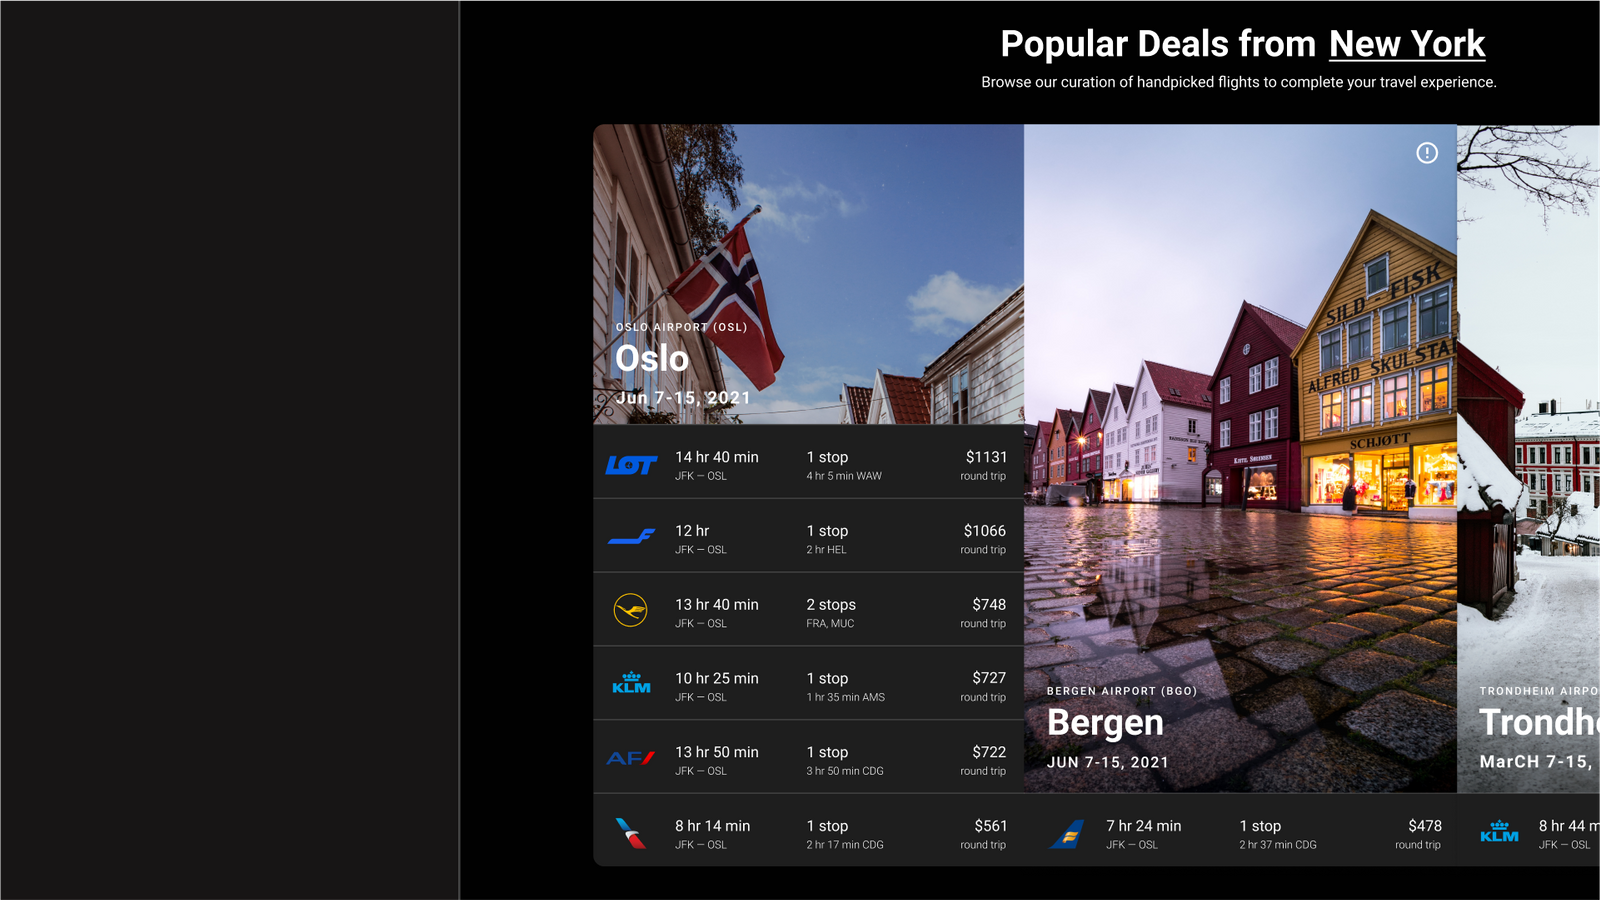 Popular Deals from New York
Browse our curation of handpicked flights to complete your travel experience.
OSLO AIRPORT (OSL)
Oslo
Jun 7-15, 2021
LOT
14 hr 40 min
JFK — OSL
1 stop
4 hr 5 min WAW
$1131
round trip
12 hr
JFK — OSL
1 stop
2 hr HEL
$1066
round trip
13 hr 40 min
JFK — OSL
2 stops
FRA, MUC
$748
round trip
KLM
10 hr 25 min
JFK — OSL
1 stop
1 hr 35 min AMS
$727
round trip
AF
13 hr 50 min
JFK — OSL
1 stop
3 hr 50 min CDG
$722
round trip
8 hr 14 min
JFK — OSL
1 stop
2 hr 17 min CDG
$561
round trip
SILD - FISK
ALFRED SKULSTA
SCHJØTT
BERGEN AIRPORT (BGO)
Bergen
JUN 7-15, 2021
7 hr 24 min
JFK — OSL
1 stop
2 hr 37 min CDG
$478
round trip
TRONDHEIM AIRPO
Trondh
MarCH 7-15,
KLM
8 hr 44 m
JFK — OSL